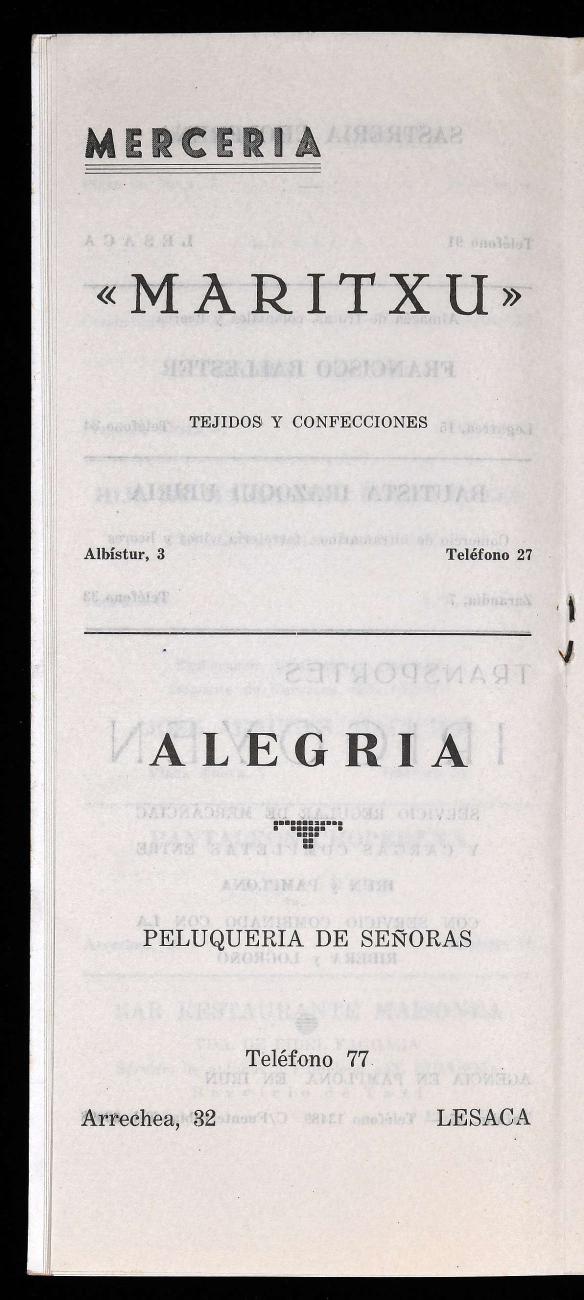 MERCERIA
«MARITXU»
TEJIDOS Y CONFECCIONES
Albístur, 3 Teléfono 27
ALEGRIA
PELUQUERIA DE SEÑORAS
Teléfono 77
Arrechea, 32 LESACA